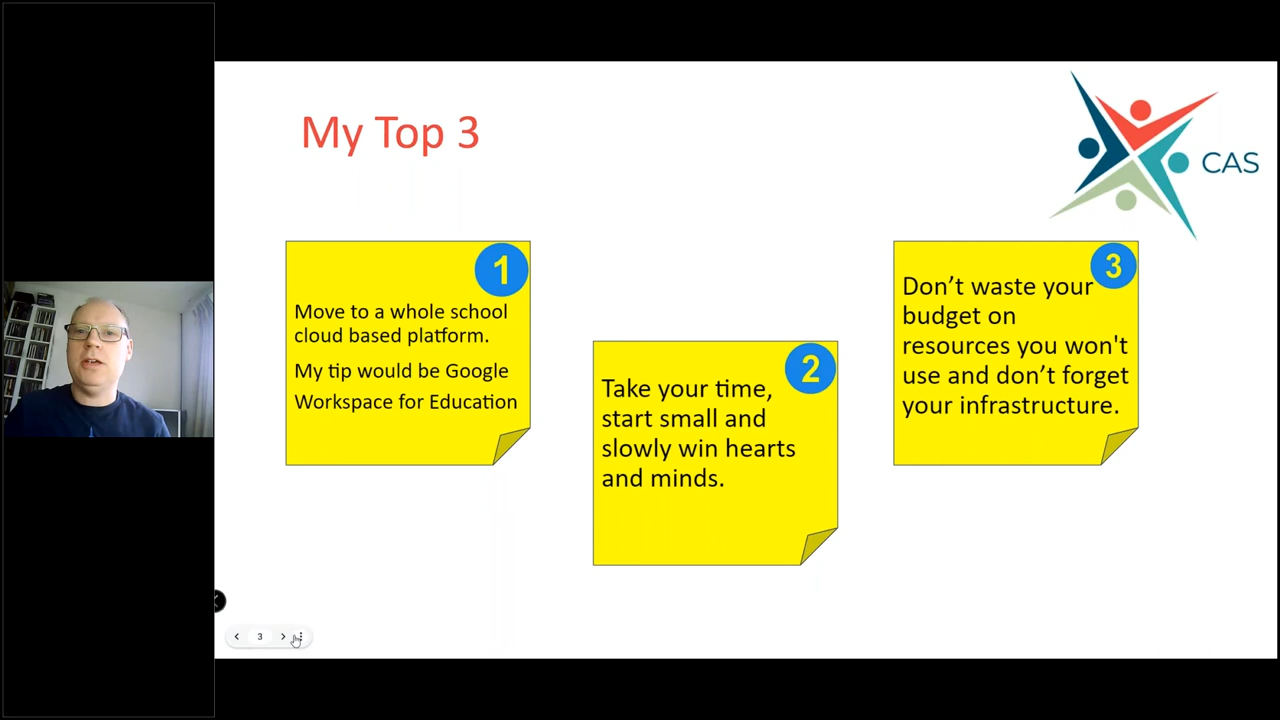 My Top 3
CAS
1
Move to a whole school
cloud based platform.
My tip would be Google
Workspace for Education
2
Take your time,
start small and
slowly win hearts
and minds.
3
Don’t waste your
budget on
resources you won't
use and don’t forget
your infrastructure.
3